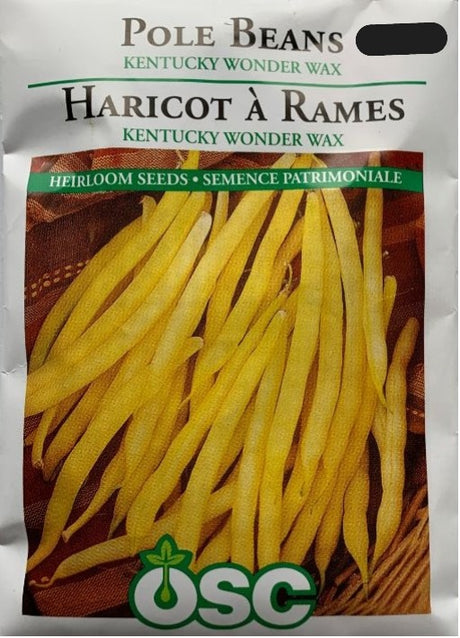 POLE BEANS
KENTUCKY WONDER WAX
HARICOT À RAMES
KENTUCKY WONDER WAX
HEIRLOOM SEEDS • SEMENCE PATRIMONIALE
OSC